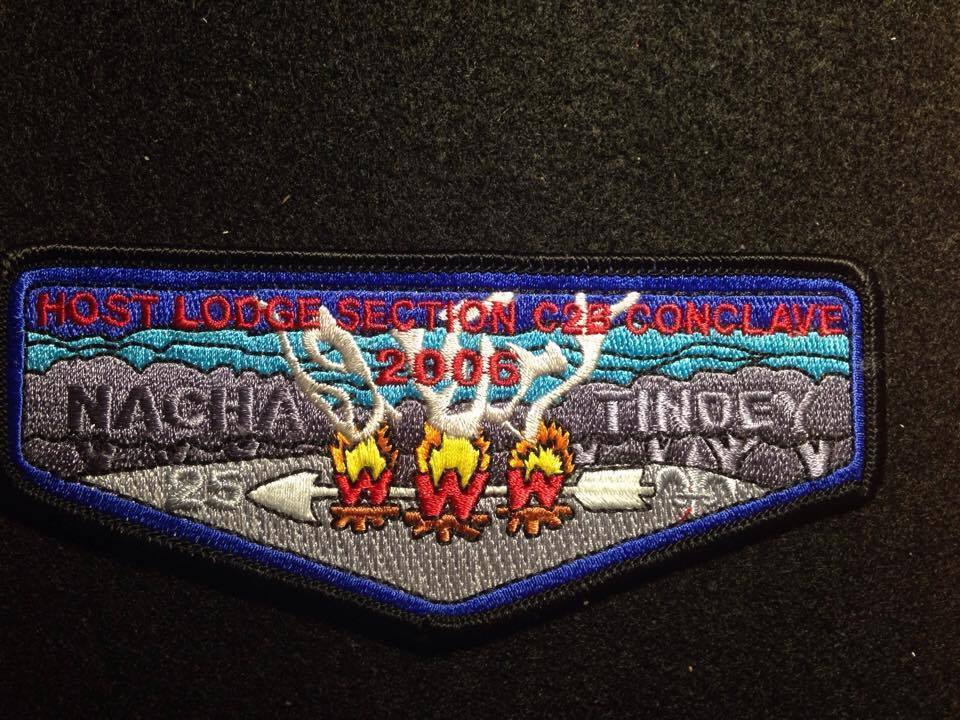 HOST LODGE SECTION C2B CONCLAVE
2006
NACHA TINDEY
25
W W W